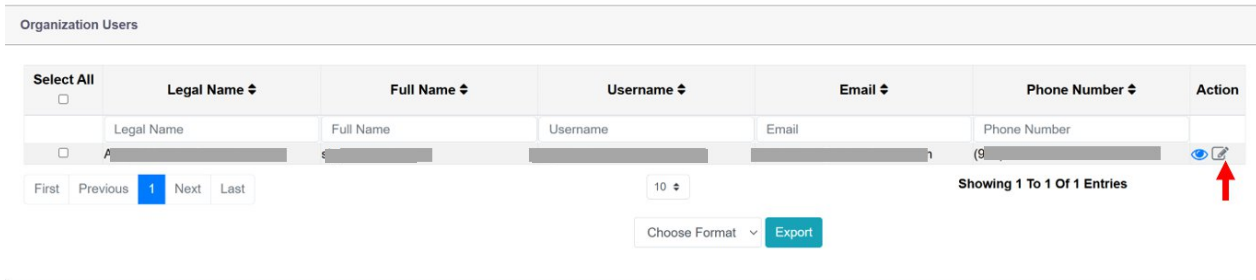 Organization Users
Select All Legal Name Full Name Username Email Phone Number Action
Legal Name Full Name Username Email Phone Number
A s n (9
First Previous 1 Next Last 10 Showing 1 To 1 Of 1 Entries
Choose Format Export